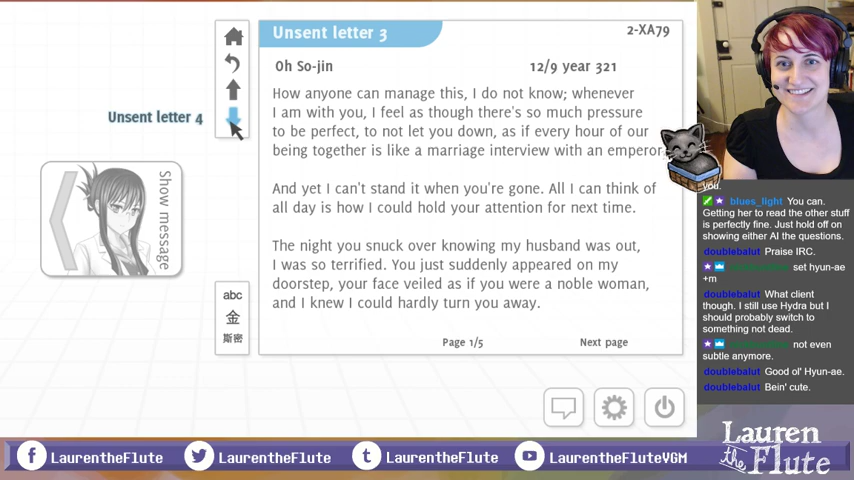 Unsent letter 3
2-XA79
Oh So-jin
12/9 year 321
How anyone can manage this, I do not know; whenever
I am with you, I feel as though there's so much pressure
to be perfect, to not let you down, as if every hour of our
being together is like a marriage interview with an emperor.
And yet I can't stand it when you're gone. All I can think of
all day is how I could hold your attention for next time.
The night you snuck over knowing my husband was out,
I was so terrified. You just suddenly appeared on my
doorstep, your face veiled as if you were a noble woman,
and I knew I could hardly turn you away.
Page 1/5
Next page
Unsent letter 4
Show message
abc
金
斯密
you.
blues_light You can.
Getting her to read the other stuff
is perfectly fine. Just hold off on
showing either AI the questions.
doublebalut Praise IRC.
set hyun-ae
+m
doublebalut What client
though. I still use Hydra but I
should probably switch to
something not dead.
not even
subtle anymore.
doublebalut Good ol' Hyun-ae.
doublebalut Bein' cute.
LaurentheFlute
LaurentheFlute
LaurentheFlute
LaurentheFluteVGM
Lauren
the Flute